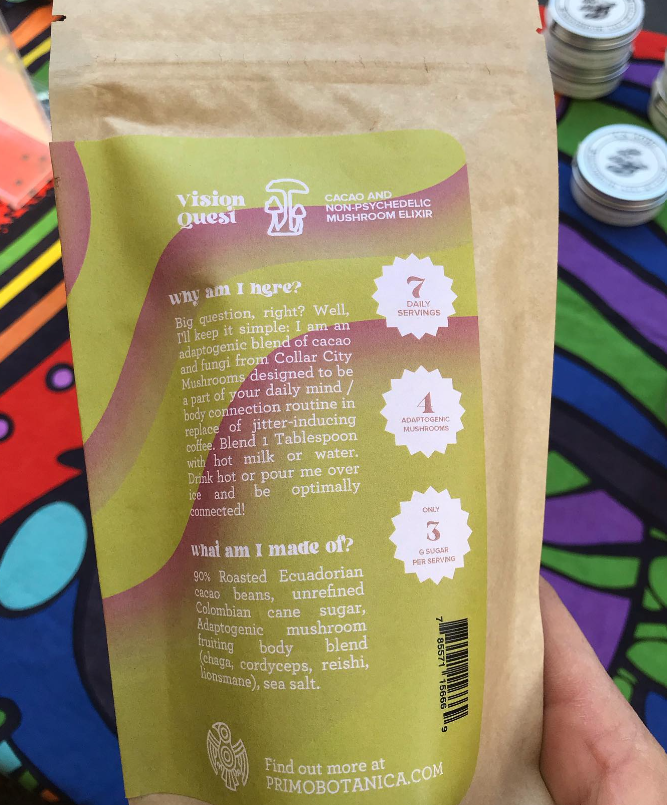 Vision
Quest
CACAO AND
NON-PSYCHEDELIC
MUSHROOM ELIXIR
Why am I here?
Big question, right? Well,
I'll keep it simple: I am an
adaptogenic blend of cacao
and fungi from Collar City
Mushrooms designed to be
a part of your daily mind /
body connection routine in
replace of jitter-inducing
coffee. Blend 1 Tablespoon
with hot milk or water.
Drink hot or pour me over
ice and be optimally
connected!
7
DAILY
SERVINGS
4
ADAPTOGENIC
MUSHROOMS
ONLY
3
G SUGAR
PER SERVING
What am I made of?
90% Roasted Ecuadorian
cacao beans, unrefined
Colombian cane sugar,
Adaptogenic mushroom
fruiting body blend
(chaga, cordyceps, reishi,
lionsmane), sea salt.
7 85571 15666 9
Find out more at
PRIMOBOTANICA.COM